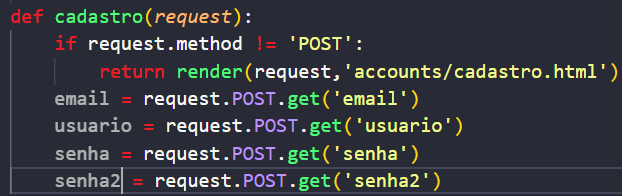 def cadastro(request):
    if request.method != 'POST':
        return render(request,'accounts/cadastro.html')
    email = request.POST.get('email')
    usuario = request.POST.get('usuario')
    senha = request.POST.get('senha')
    senha2 = request.POST.get('senha2')